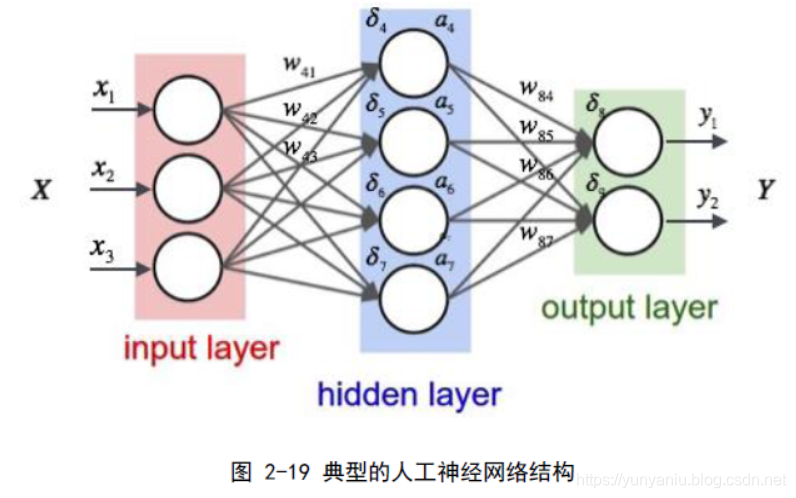 δ₄ a₄
w₄₁
w₄₂
w₄₃
δ₅ a₅
δ₆ a₆
δ₇ a₇
w₈₄
w₈₅
w₈₆
w₈₇
δ₈
δ₉
x₁
x₂
x₃
X
y₁
y₂
Y
input layer
hidden layer
output layer
图 2-19 典型的人工神经网络结构
https://yunyaniu.blog.csdn.net